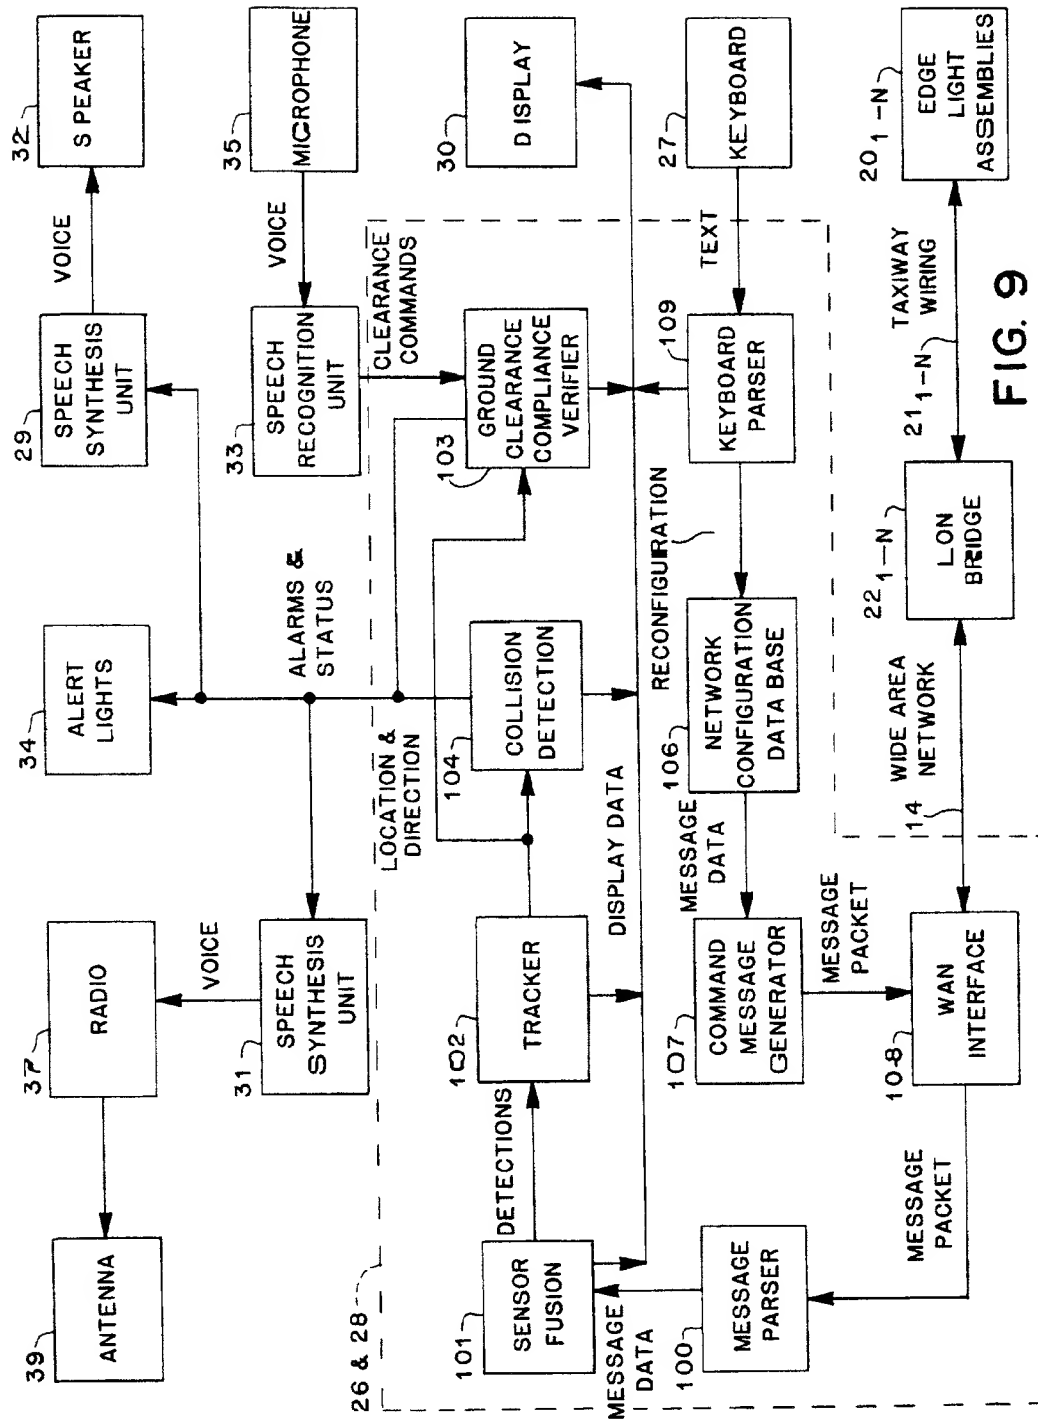 39
ANTENNA
37
RADIO
34
ALERT
LIGHTS
29
SPEECH
SYNTHESIS
UNIT
VOICE
32
SPEAKER
VOICE
31
SPEECH
SYNTHESIS
UNIT
ALARMS &
STATUS
33
SPEECH
RECOGNITION
UNIT
VOICE
35
MICROPHONE
26 & 28
LOCATION &
DIRECTION
CLEARANCE
COMMANDS
101
SENSOR
FUSION
DETECTIONS
102
TRACKER
104
COLLISION
DETECTION
103
GROUND
CLEARANCE
COMPLIANCE
VERIFIER
30
DISPLAY
MESSAGE
DATA
DISPLAY DATA
100
MESSAGE
PARSER
107
COMMAND
MESSAGE
GENERATOR
MESSAGE
DATA
106
NETWORK
CONFIGURATION
DATA BASE
RECONFIGURATION
109
KEYBOARD
PARSER
TEXT
27
KEYBOARD
MESSAGE
PACKET
MESSAGE
PACKET
108
WAN
INTERFACE
14
WIDE AREA
NETWORK
22 1-N
LON
BRIDGE
21 1-N
TAXIWAY
WIRING
20 1-N
EDGE
LIGHT
ASSEMBLIES
FIG. 9